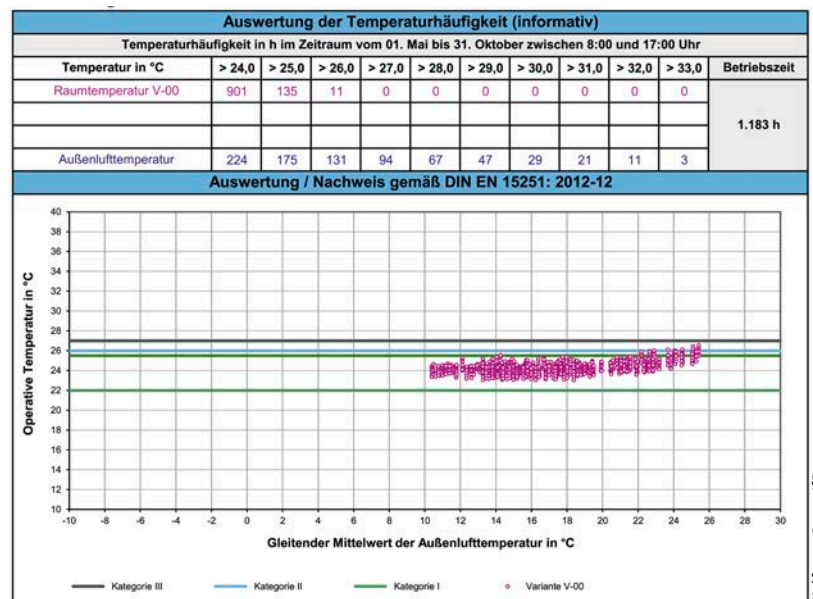 Auswertung der Temperaturhäufigkeit (informativ)
Temperaturhäufigkeit in h im Zeitraum vom 01. Mai bis 31. Oktober zwischen 8:00 und 17:00 Uhr
Temperatur in °C > 24,0 > 25,0 > 26,0 > 27,0 > 28,0 > 29,0 > 30,0 > 31,0 > 32,0 > 33,0 Betriebszeit
Raumtemperatur V-00 901 135 11 0 0 0 0 0 0 0
1.183 h
Außenlufttemperatur 224 175 131 94 67 47 29 21 11 3
Auswertung / Nachweis gemäß DIN EN 15251: 2012-12
Operative Temperatur in °C
40
38
36
34
32
30
28
26
24
22
20
18
16
14
12
10
-10 -8 -6 -4 -2 0 2 4 6 8 10 12 14 16 18 20 22 24 26 28 30
Gleitender Mittelwert der Außenlufttemperatur in °C
Kategorie III Kategorie II Kategorie I Variante V-00